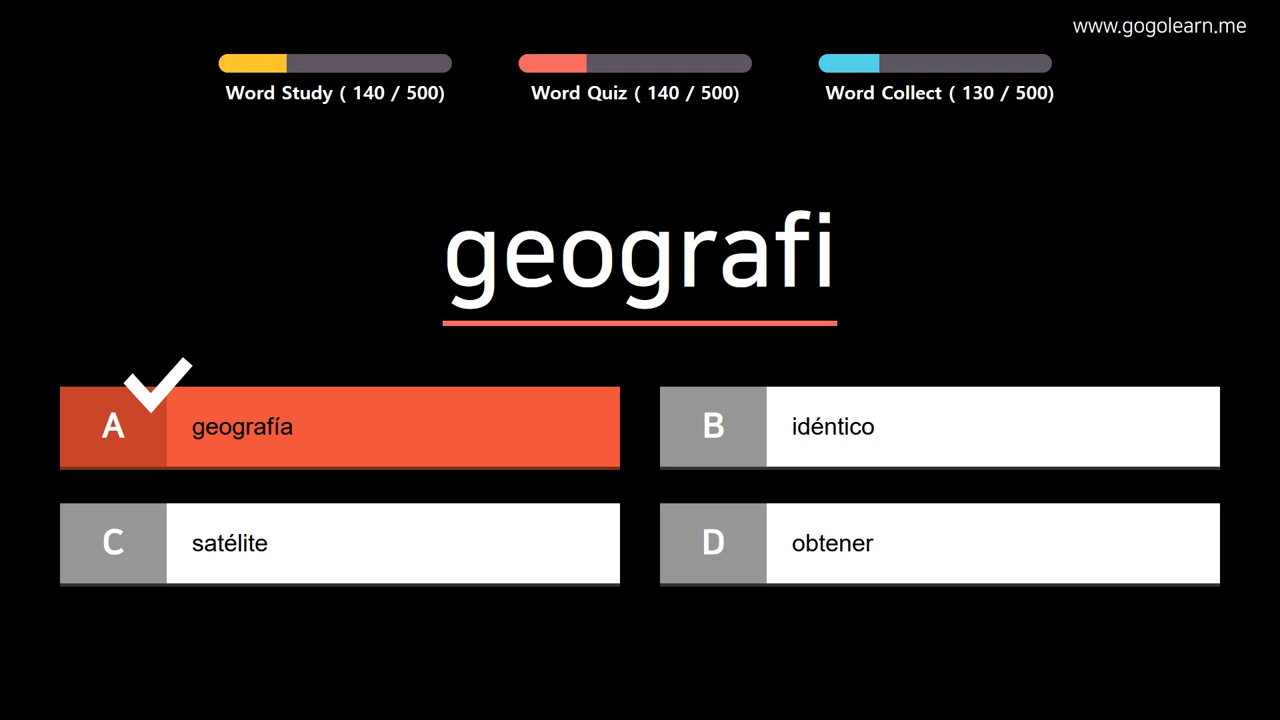 www.gogolearn.me
Word Study ( 140 / 500)
Word Quiz ( 140 / 500)
Word Collect ( 130 / 500)
geografi
A geografía
B idéntico
C satélite
D obtener